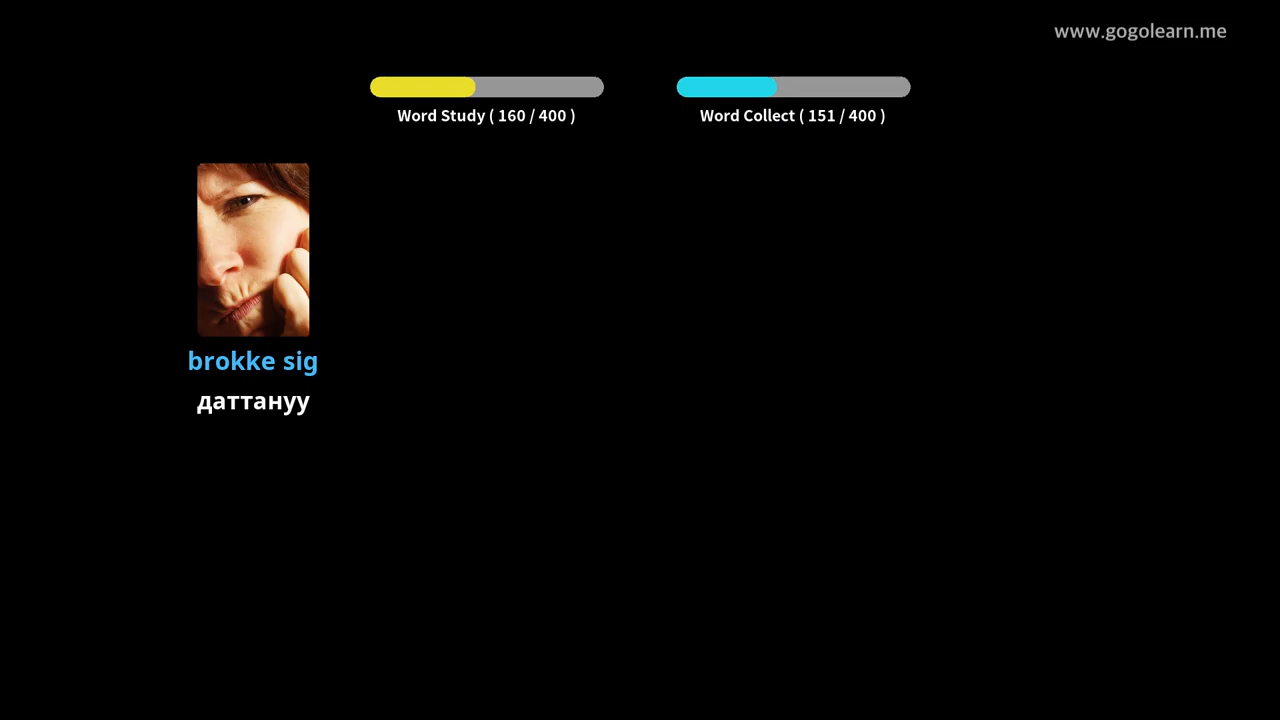 www.gogolearn.me
Word Study ( 160 / 400 )
Word Collect ( 151 / 400 )
brokke sig
даттануу